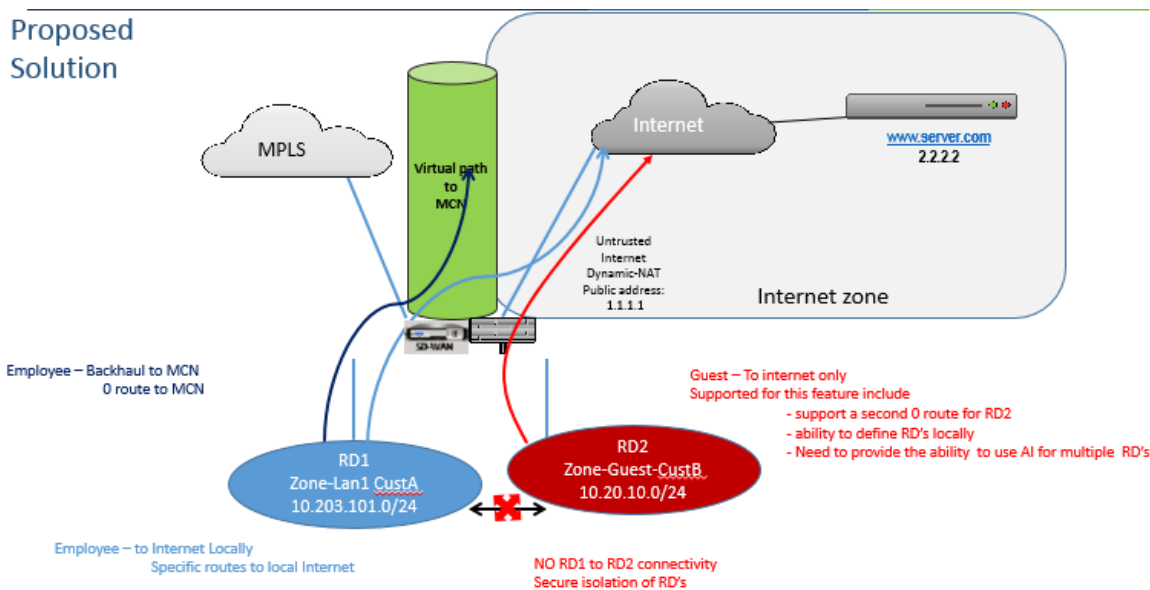 Proposed
Solution
MPLS
Virtual path
to
MCN
Internet
www.server.com
2.2.2.2
Untrusted
Internet
Dynamic-NAT
Public address:
1.1.1.1
Internet zone
SD-WAN
Employee – Backhaul to MCN
0 route to MCN
Guest – To internet only
Supported for this feature include
- support a second 0 route for RD2
- ability to define RD's locally
- Need to provide the ability to use AI for multiple RD's
RD1
Zone-Lan1 CustA
10.203.101.0/24
RD2
Zone-Guest-CustB
10.20.10.0/24
Employee – to Internet Locally
Specific routes to local Internet
NO RD1 to RD2 connectivity
Secure isolation of RD's